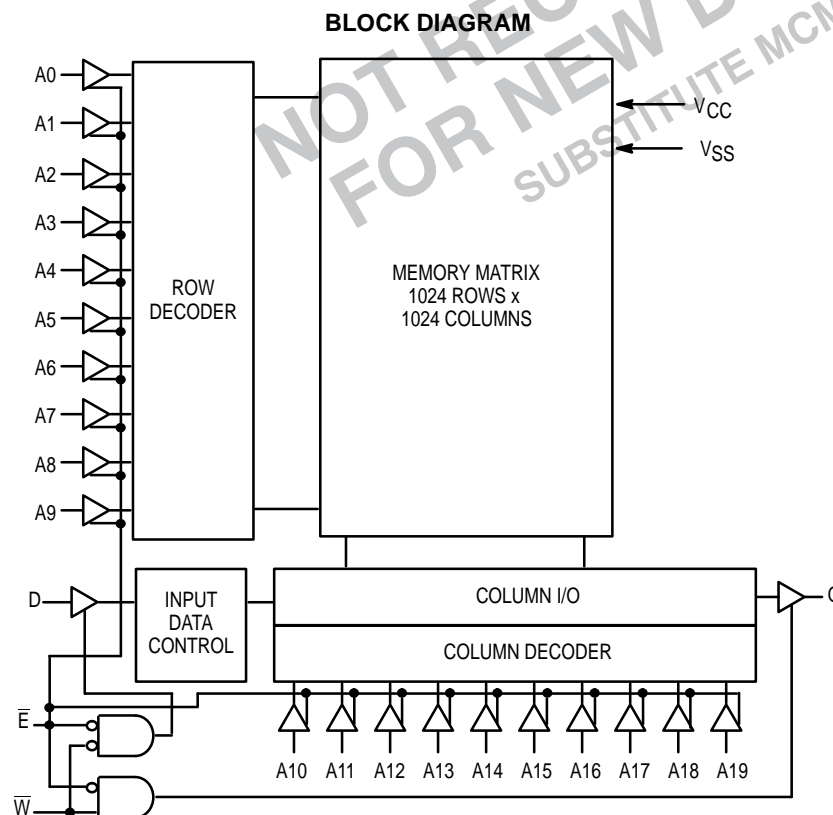 BLOCK DIAGRAM
NOT
FOR NEW
SUBSTITUTE MCM
A0
A1
A2
A3
A4
A5
A6
A7
A8
A9
ROW
DECODER
MEMORY MATRIX
1024 ROWS x
1024 COLUMNS
VCC
VSS
D
INPUT
DATA
CONTROL
COLUMN I/O
COLUMN DECODER
E
W
A10 A11 A12 A13 A14 A15 A16 A17 A18 A19